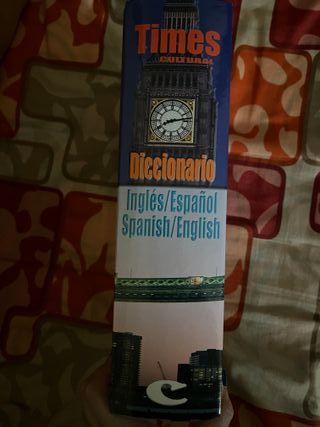 Times
CULTURAL
Diccionario
Inglés/Español
Spanish/English
C